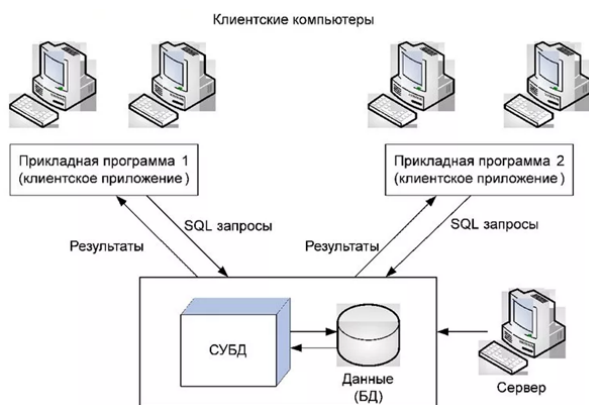 Клиентские компьютеры
Прикладная программа 1
(клиентское приложение)
Прикладная программа 2
(клиентское приложение)
SQL запросы
Результаты
Результаты
SQL запросы
СУБД
Данные
(БД)
Сервер